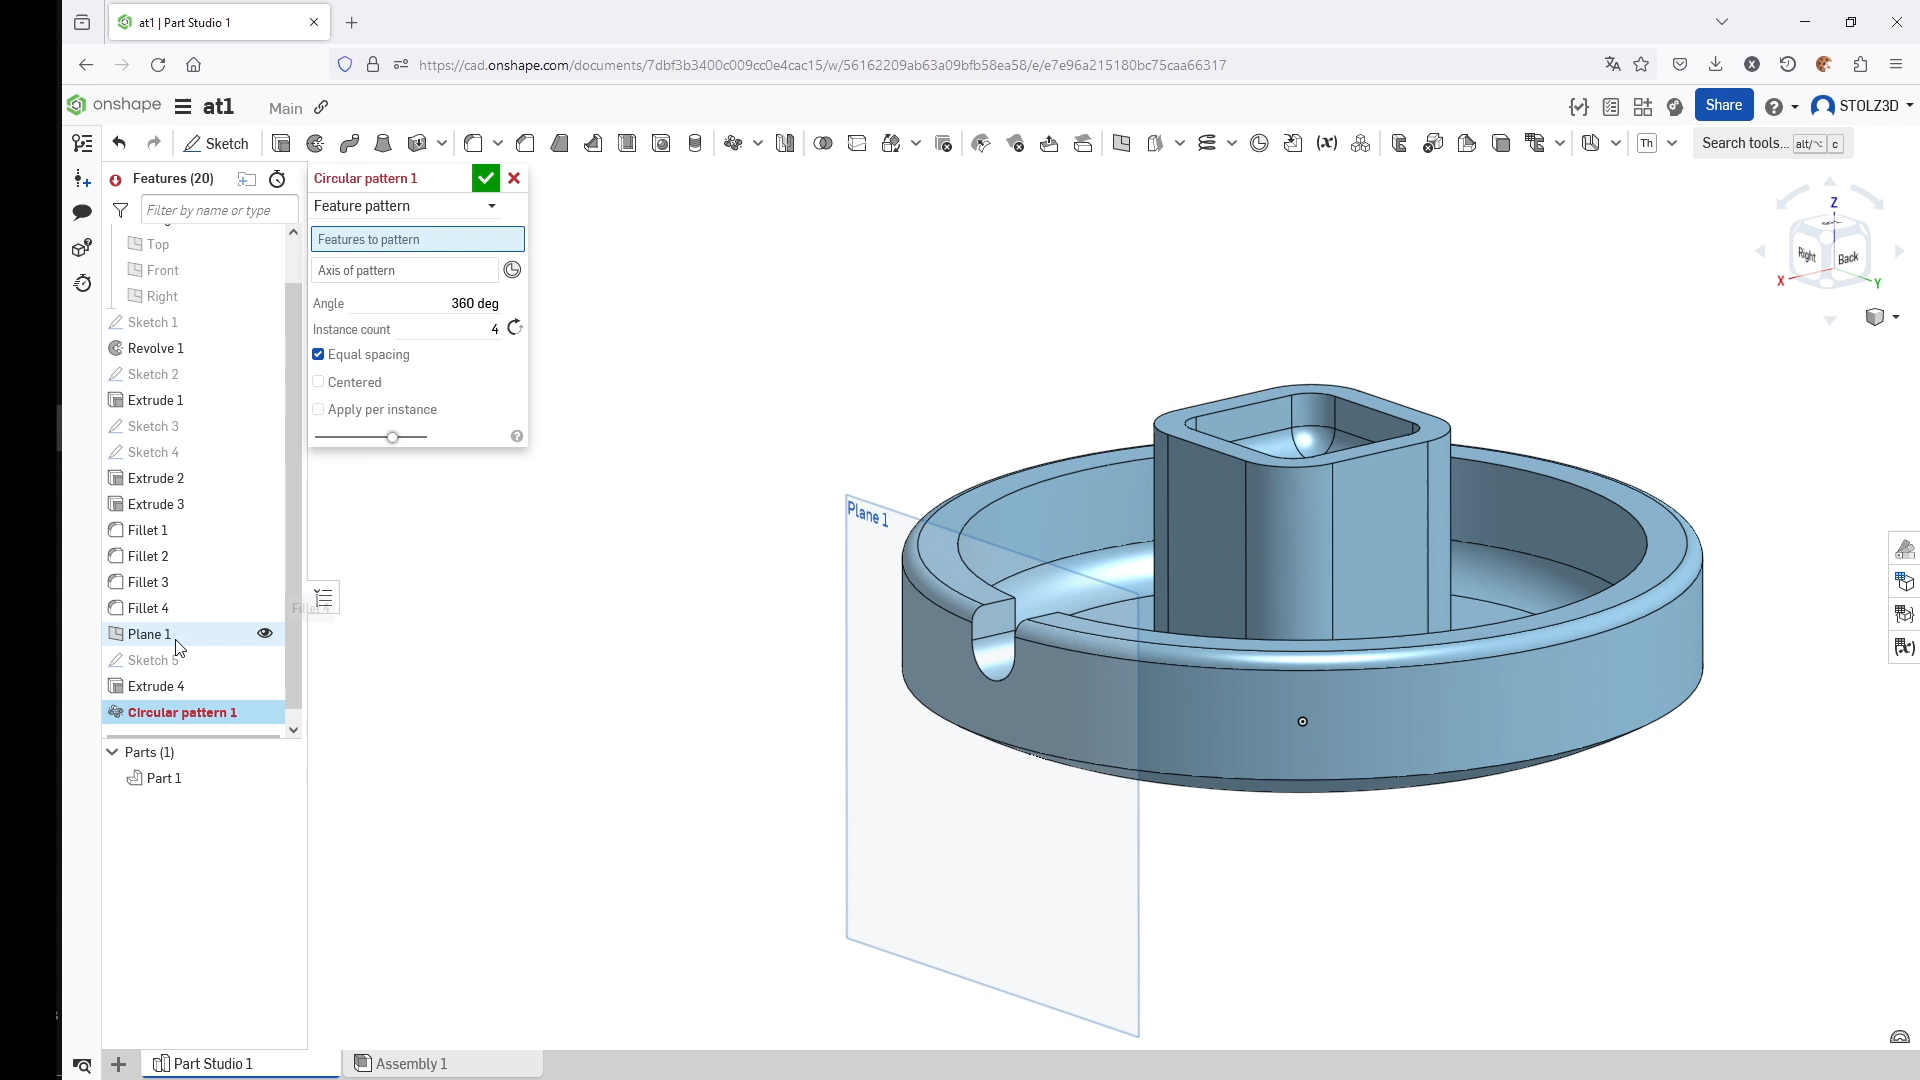 at1 | Part Studio 1
https://cad.onshape.com/documents/7dbf3b3400c009cc0e4cac15/w/56162209ab63a09bfb58ea58/e/e7e96a215180bc75caa66317
onshape at1 Main Share STOLZ3D
Sketch Th Search tools... alt/⌥ c
Features (20)
Filter by name or type
Top
Front
Right
Sketch 1
Revolve 1
Sketch 2
Extrude 1
Sketch 3
Sketch 4
Extrude 2
Extrude 3
Fillet 1
Fillet 2
Fillet 3
Fillet 4
Plane 1
Sketch 5
Extrude 4
Circular pattern 1
Parts (1)
Part 1
Circular pattern 1
Feature pattern
Features to pattern
Axis of pattern
Angle 360 deg
Instance count 4
Equal spacing
Centered
Apply per instance
Plane 1
Z
Right Back
X Y
Part Studio 1 Assembly 1